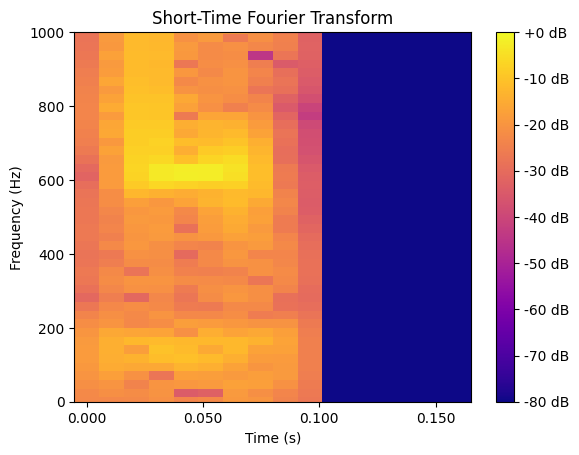 Short-Time Fourier Transform
1000
800
600
400
200
0
Frequency (Hz)
0.000
0.050
0.100
0.150
Time (s)
+0 dB
-10 dB
-20 dB
-30 dB
-40 dB
-50 dB
-60 dB
-70 dB
-80 dB